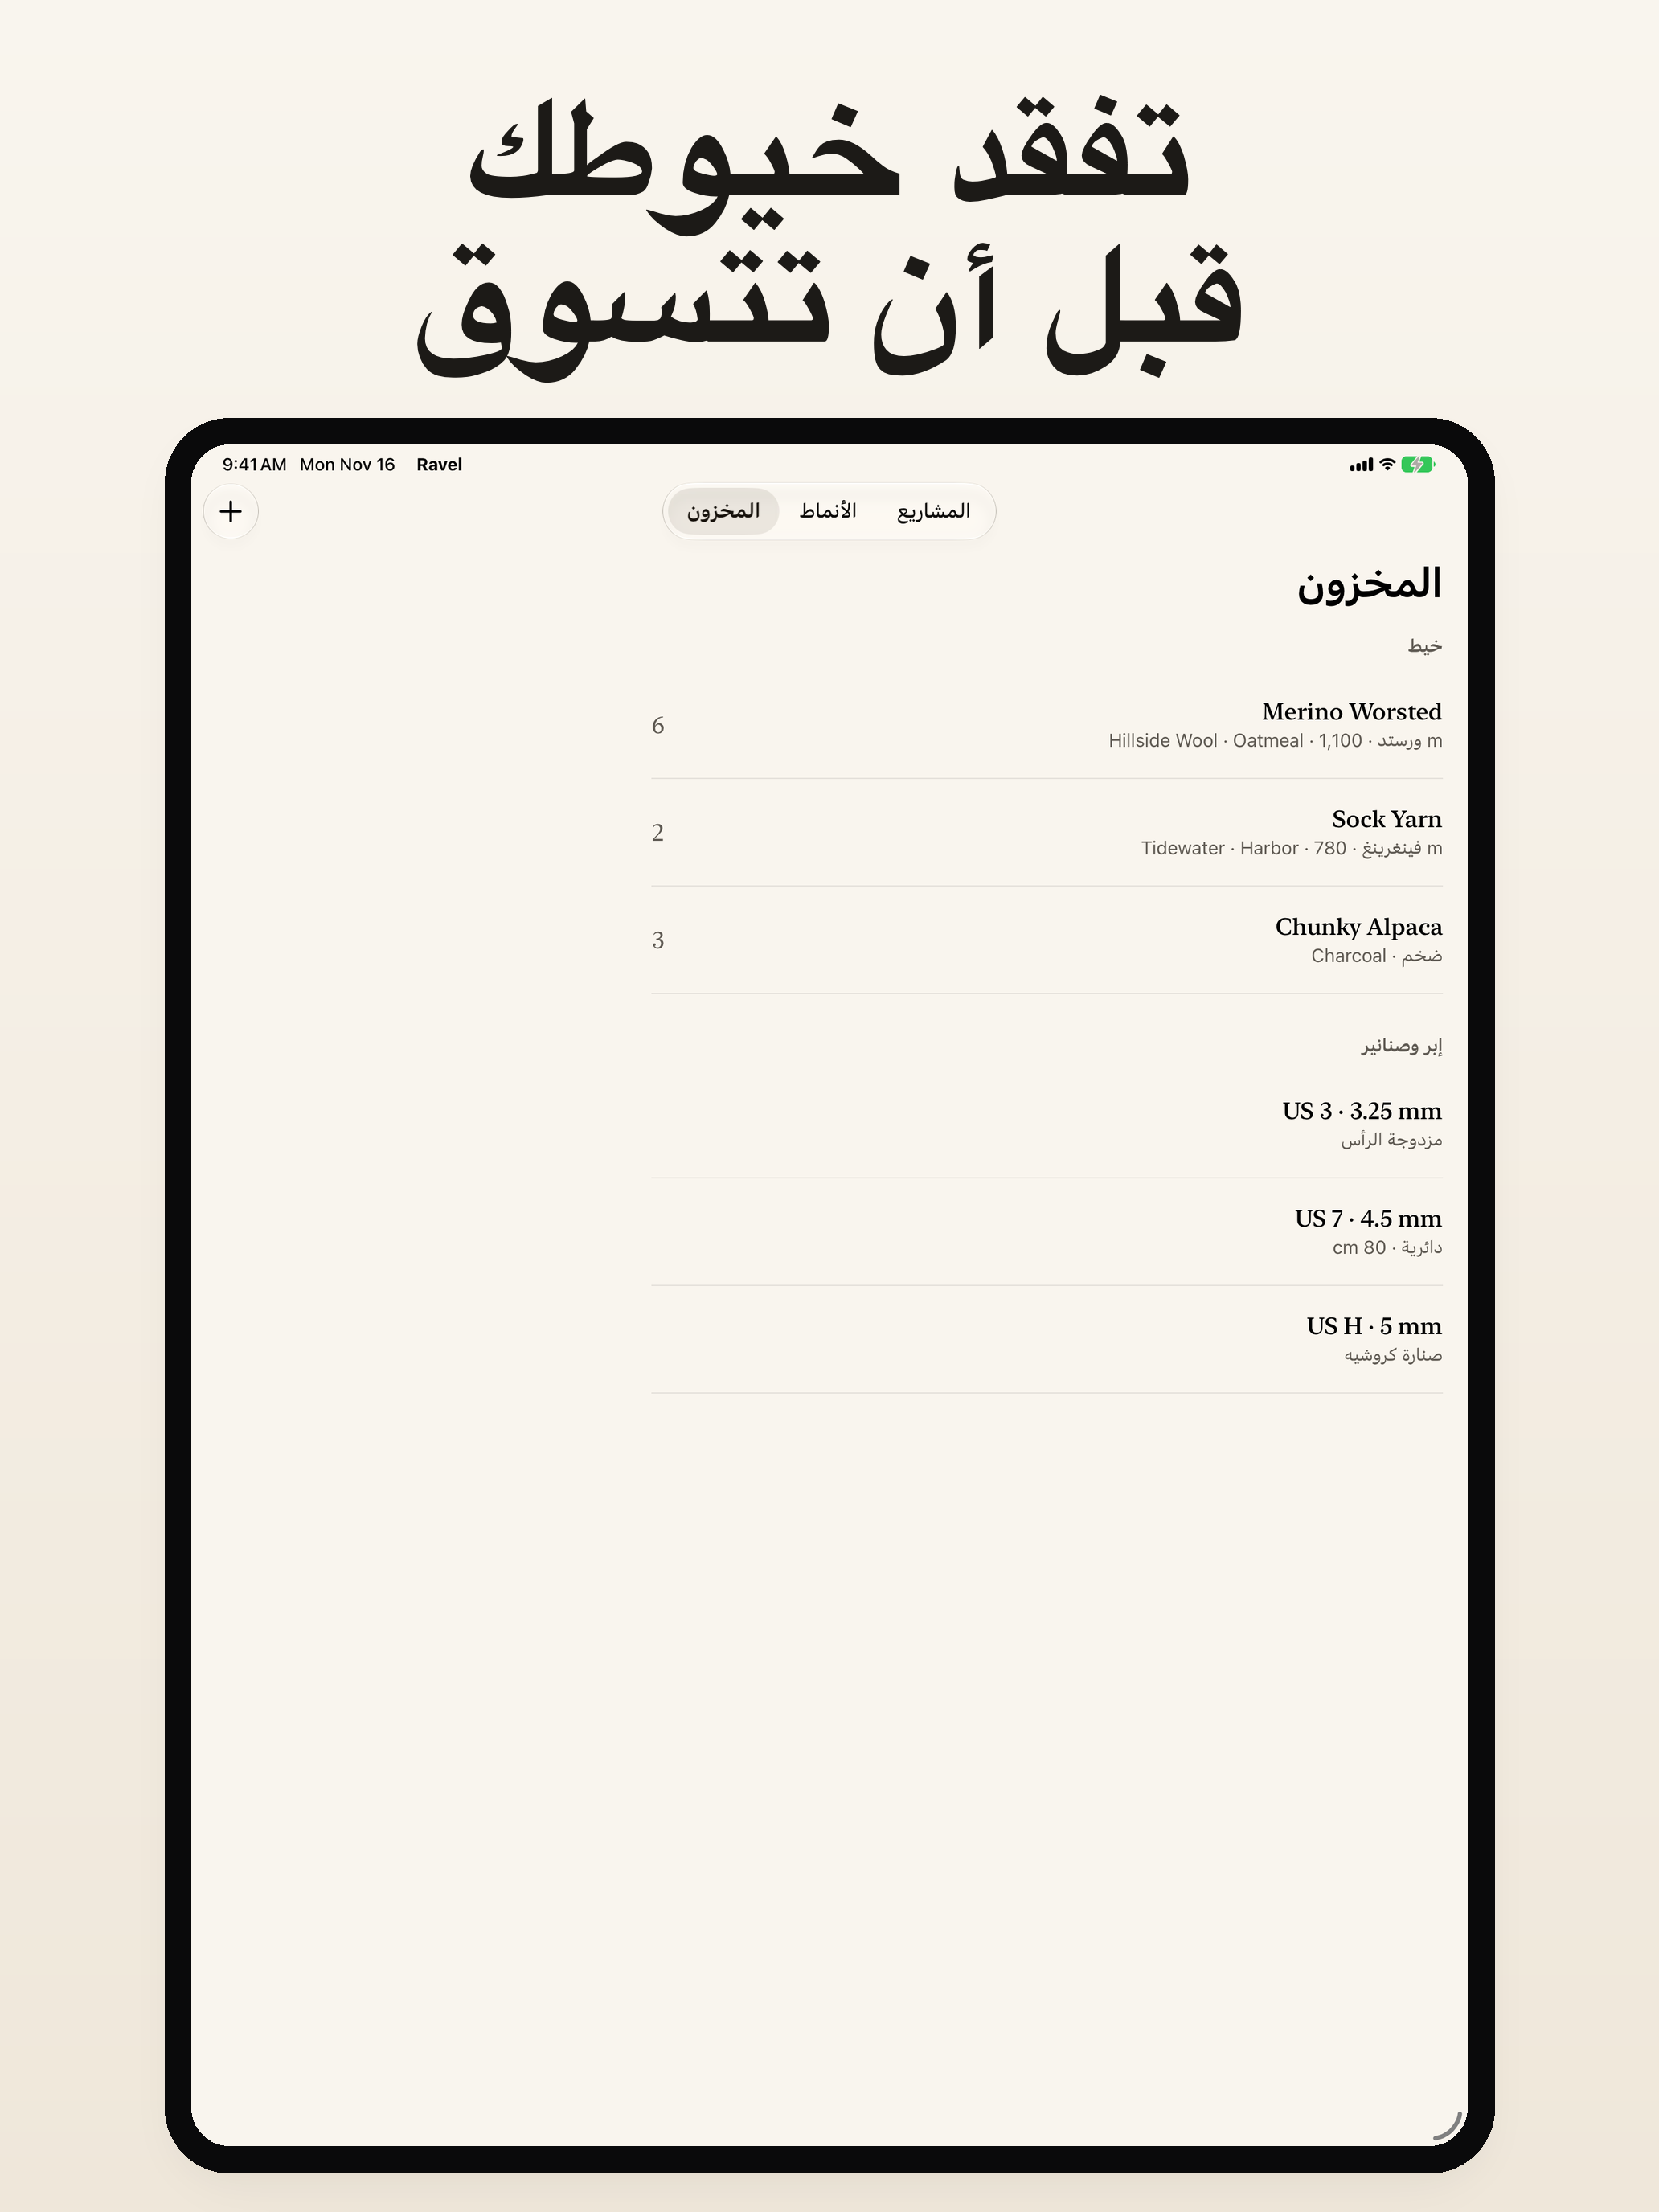 تفقد خيوطك
قبل أن تتسوق
9:41 AM Mon Nov 16 Ravel
المشاريع الأنماط المخزون
المخزون
خيط
Merino Worsted 6
Hillside Wool · Oatmeal · 1,100 · ورستد m
Sock Yarn 2
Tidewater · Harbor · 780 · فينغرينغ m
Chunky Alpaca 3
Charcoal · ضخم
إبر وصنانير
US 3 · 3.25 mm
مزدوجة الرأس
US 7 · 4.5 mm
دائرية · 80 cm
US H · 5 mm
صنارة كروشيه